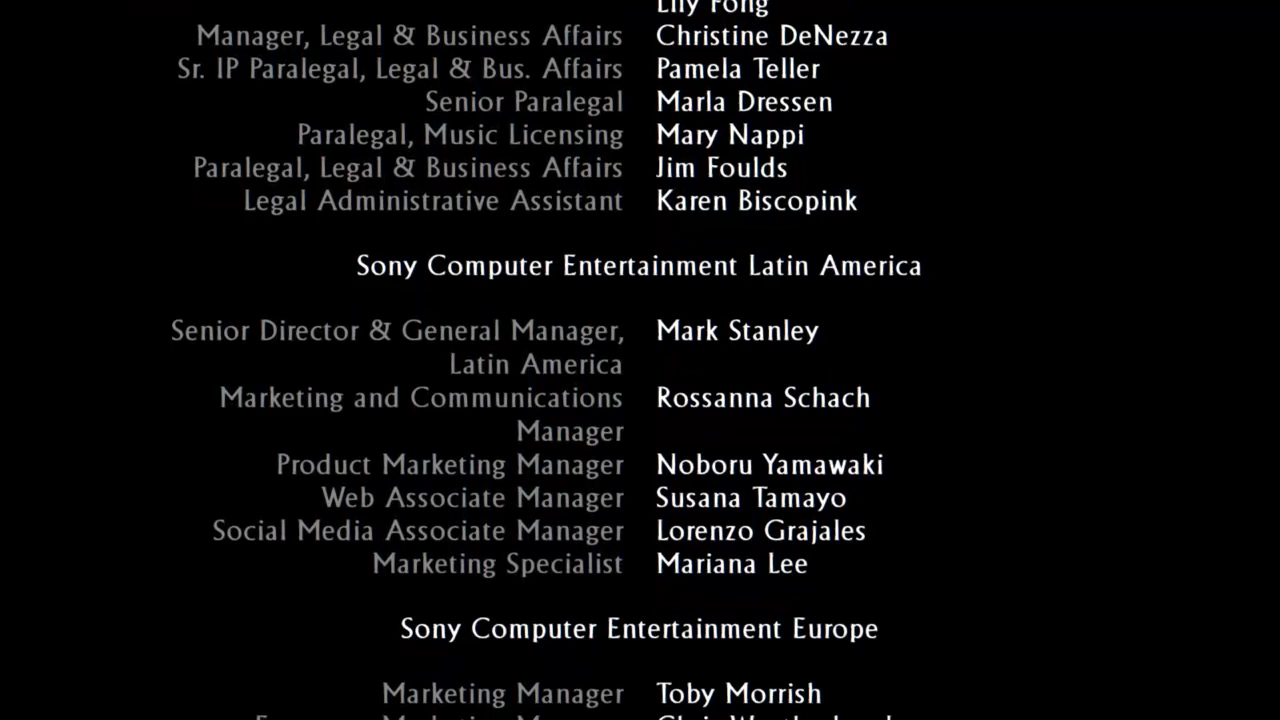 Lily Fong
Manager, Legal & Business Affairs Christine DeNezza
Sr. IP Paralegal, Legal & Bus. Affairs Pamela Teller
Senior Paralegal Marla Dressen
Paralegal, Music Licensing Mary Nappi
Paralegal, Legal & Business Affairs Jim Foulds
Legal Administrative Assistant Karen Biscopink
Sony Computer Entertainment Latin America
Senior Director & General Manager, Mark Stanley
Latin America
Marketing and Communications Rossanna Schach
Manager
Product Marketing Manager Noboru Yamawaki
Web Associate Manager Susana Tamayo
Social Media Associate Manager Lorenzo Grajales
Marketing Specialist Mariana Lee
Sony Computer Entertainment Europe
Marketing Manager Toby Morrish